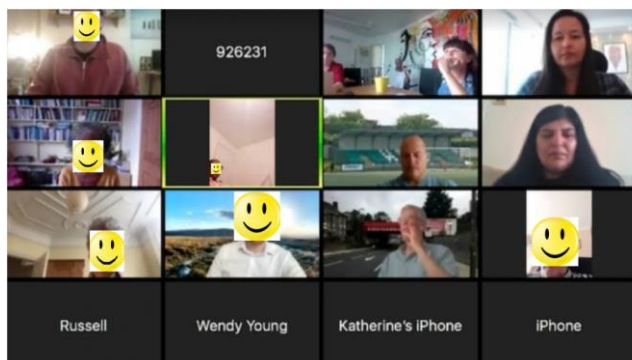 926231
Russell
Wendy Young
Katherine's iPhone
iPhone